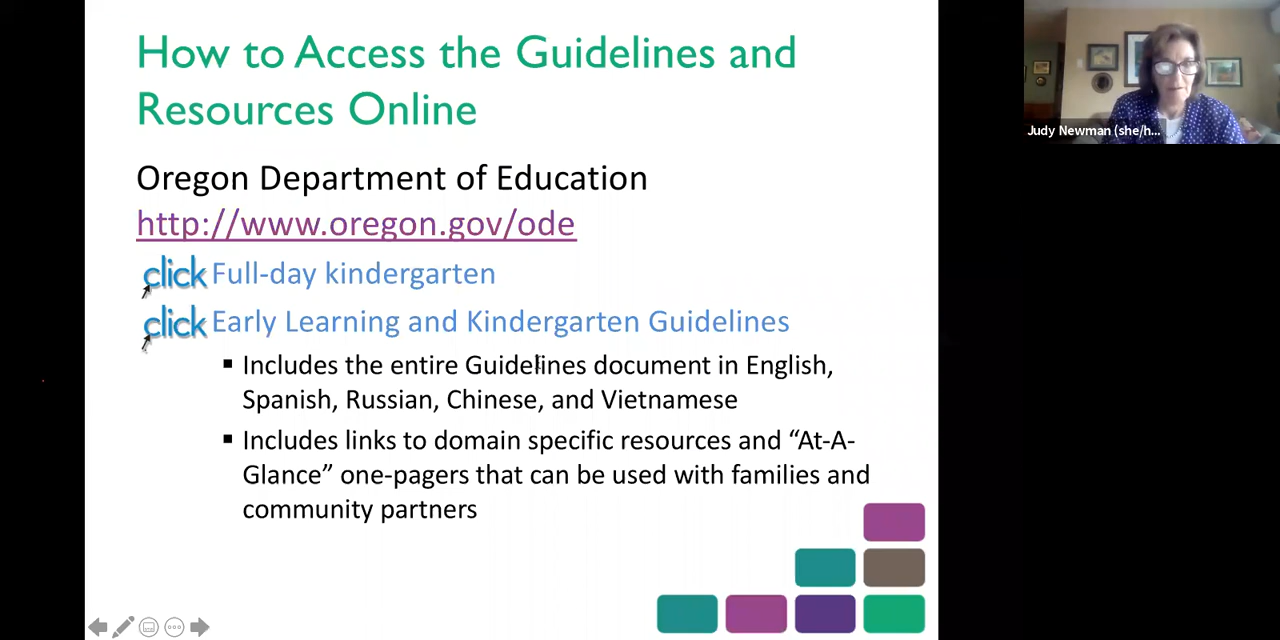 How to Access the Guidelines and
Resources Online
Oregon Department of Education
http://www.oregon.gov/ode
click Full-day kindergarten
click Early Learning and Kindergarten Guidelines
Includes the entire Guidelines document in English,
Spanish, Russian, Chinese, and Vietnamese
Includes links to domain specific resources and “At-A-
Glance” one-pagers that can be used with families and
community partners
Judy Newman (she/h...